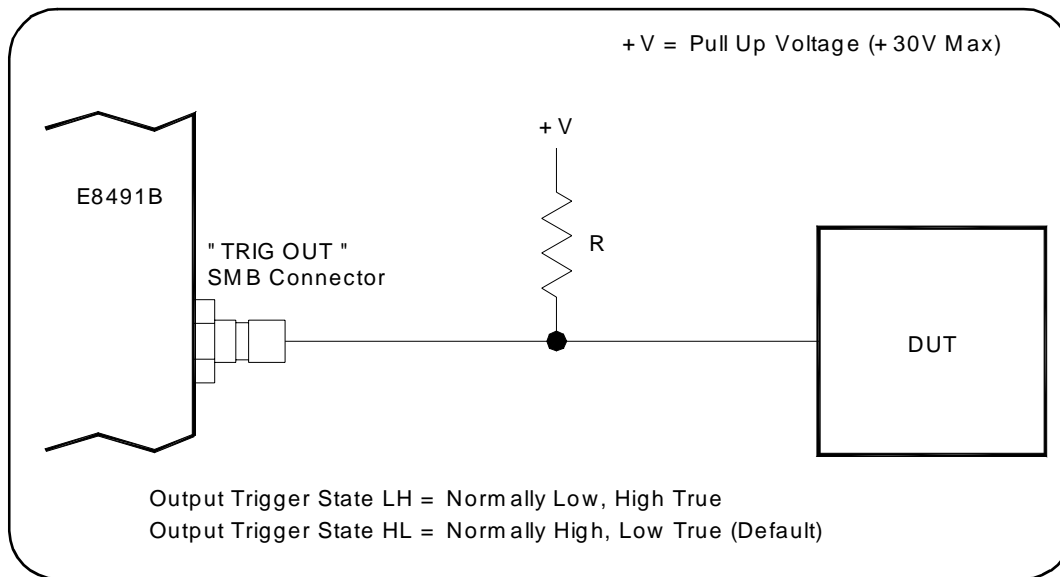 +V = Pull Up Voltage (+30V Max)
+V
E8491B
R
"TRIG OUT"
SMB Connector
DUT
Output Trigger State LH = Normally Low, High True
Output Trigger State HL = Normally High, Low True (Default)